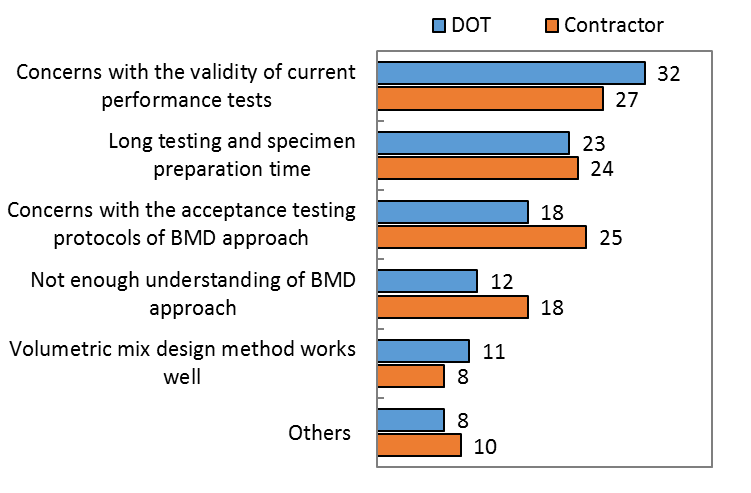 DOT Contractor
Concerns with the validity of current
performance tests
32
27
Long testing and specimen
preparation time
23
24
Concerns with the acceptance testing
protocols of BMD approach
18
25
Not enough understanding of BMD
approach
12
18
Volumetric mix design method works
well
11
8
Others
8
10